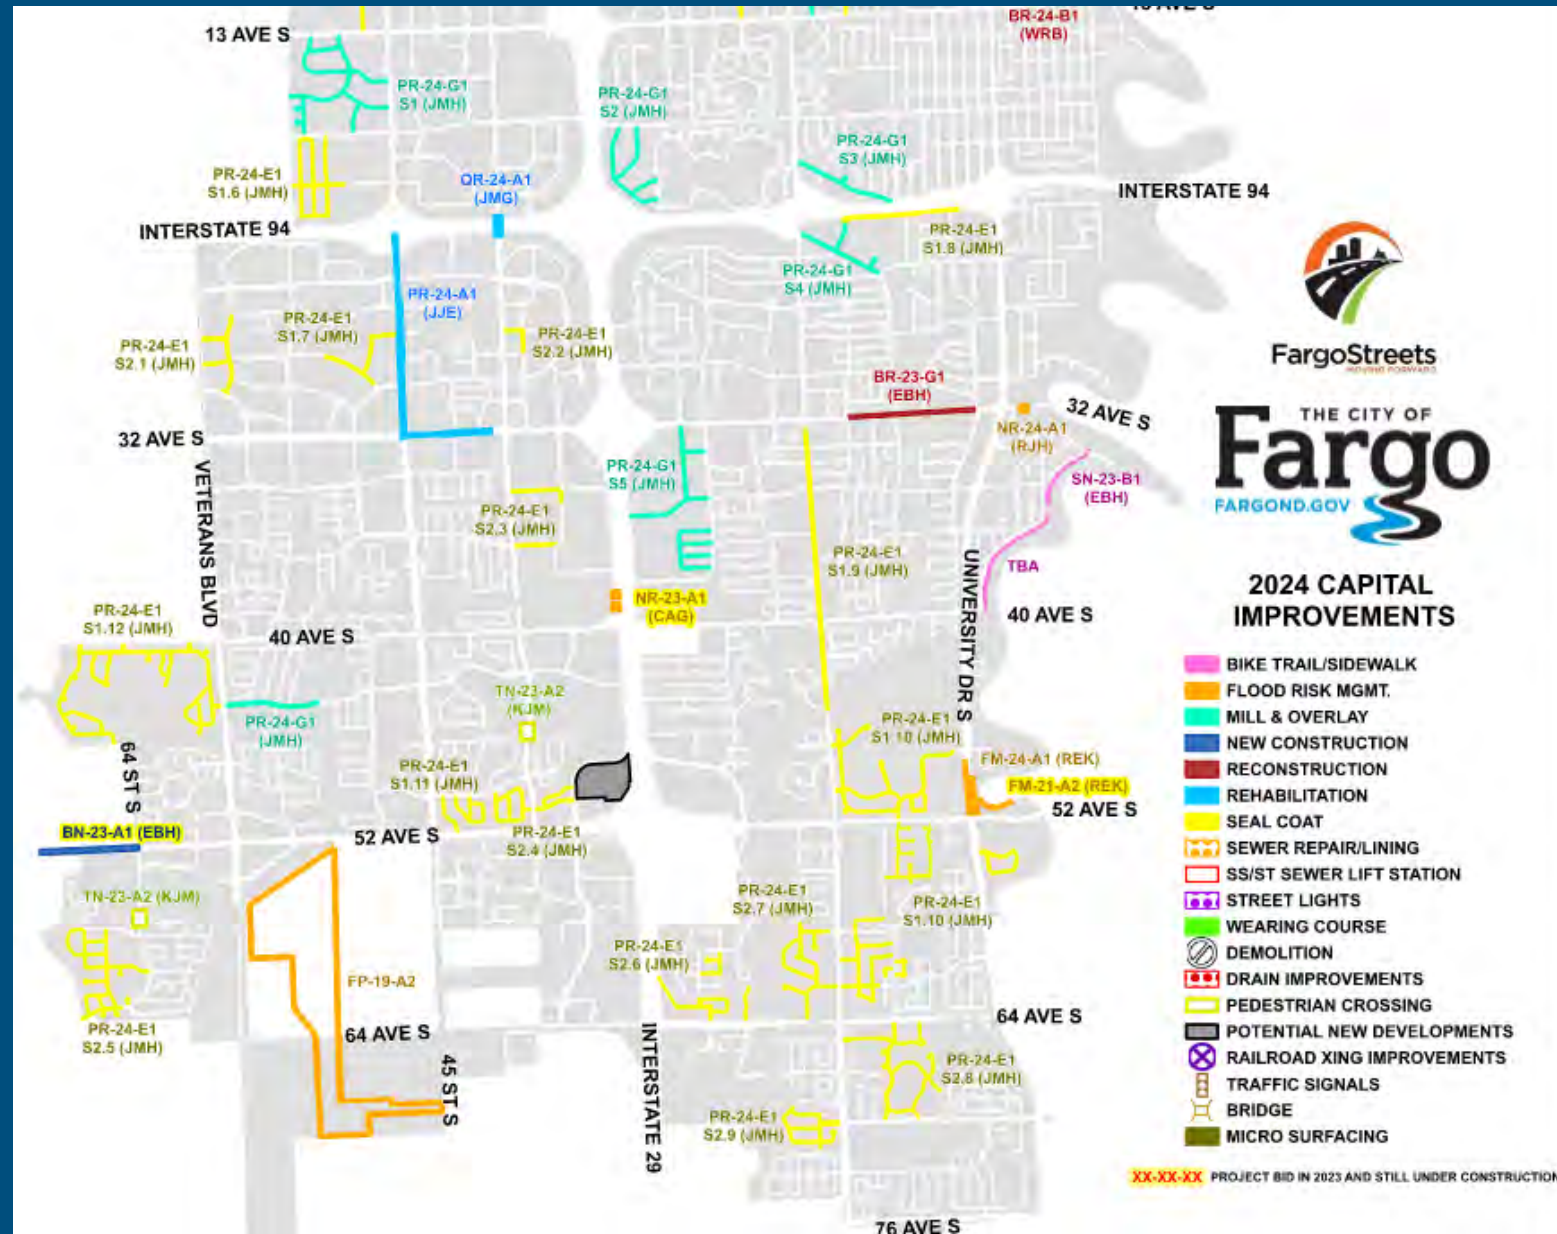 13 AVE S
BR-24-B1
(WRB)
PR-24-G1
S1 (JMH)
PR-24-G1
S2 (JMH)
PR-24-G1
S3 (JMH)
PR-24-E1
S1.6 (JMH)
QR-24-A1
(JMG)
INTERSTATE 94
INTERSTATE 94
PR-24-E1
S1.8 (JMH)
PR-24-G1
S4 (JMH)
PR-24-A1
(JJE)
PR-24-E1
S1.7 (JMH)
PR-24-E1
S2.1 (JMH)
PR-24-E1
S2.2 (JMH)
FargoStreets
MOVING FORWARD
BR-23-G1
(EBH)
32 AVE S
32 AVE S
NR-24-A1
(RJH)
THE CITY OF
Fargo
FARGOND.GOV
VETERANS BLVD
PR-24-G1
S5 (JMH)
SN-23-B1
(EBH)
PR-24-E1
S2.3 (JMH)
PR-24-E1
S1.9 (JMH)
UNIVERSITY DR S
TBA
NR-23-A1
(CAG)
40 AVE S
PR-24-E1
S1.12 (JMH)
40 AVE S
2024 CAPITAL
IMPROVEMENTS
BIKE TRAIL/SIDEWALK
FLOOD RISK MGMT.
MILL & OVERLAY
NEW CONSTRUCTION
RECONSTRUCTION
REHABILITATION
SEAL COAT
SEWER REPAIR/LINING
SS/ST SEWER LIFT STATION
STREET LIGHTS
WEARING COURSE
DEMOLITION
DRAIN IMPROVEMENTS
PEDESTRIAN CROSSING
POTENTIAL NEW DEVELOPMENTS
RAILROAD XING IMPROVEMENTS
TRAFFIC SIGNALS
BRIDGE
MICRO SURFACING
XX-XX-XX PROJECT BID IN 2023 AND STILL UNDER CONSTRUCTION
TN-23-A2
(KJM)
PR-24-G1
(JMH)
PR-24-E1
S1.10 (JMH)
64 ST S
PR-24-E1
S1.11 (JMH)
FM-24-A1 (REK)
FM-21-A2 (REK)
52 AVE S
BN-23-A1 (EBH)
52 AVE S
PR-24-E1
S2.4 (JMH)
TN-23-A2 (KJM)
PR-24-E1
S2.7 (JMH)
PR-24-E1
S1.10 (JMH)
PR-24-E1
S2.6 (JMH)
FP-19-A2
64 AVE S
64 AVE S
PR-24-E1
S2.5 (JMH)
45 ST S
INTERSTATE 29
PR-24-E1
S2.8 (JMH)
PR-24-E1
S2.9 (JMH)
76 AVE S